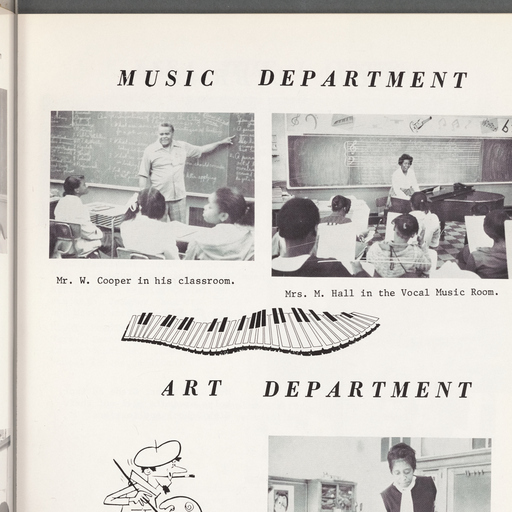 MUSIC DEPARTMENT
Mr. W. Cooper in his classroom.
Mrs. M. Hall in the Vocal Music Room.
ART DEPARTMENT